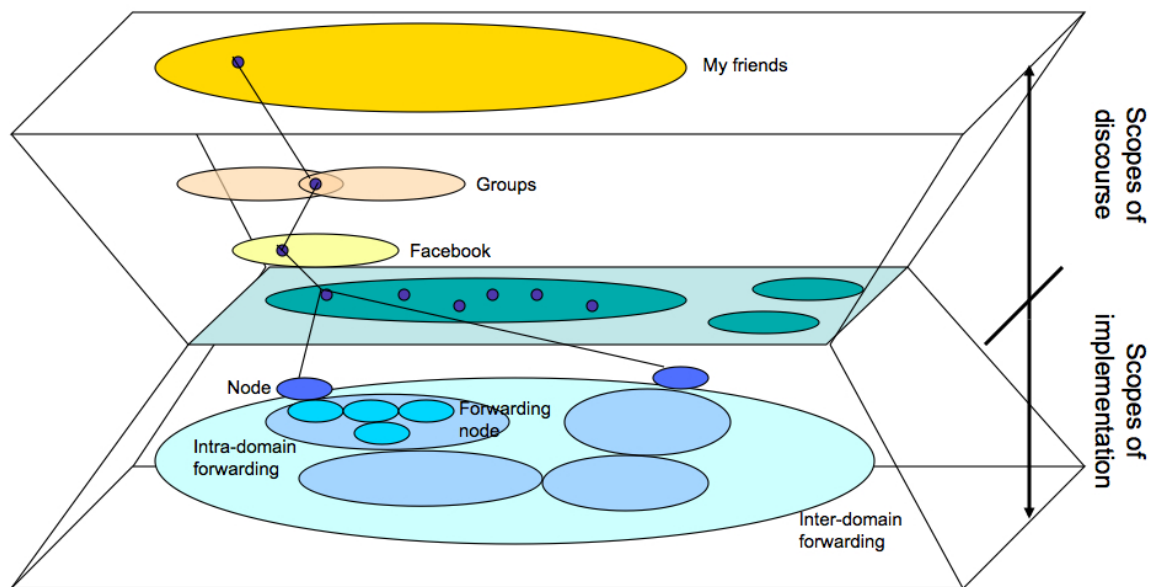 My friends
Groups
Facebook
Node
Forwarding
node
Intra-domain
forwarding
Inter-domain
forwarding
Scopes of
discourse
Scopes of
implementation